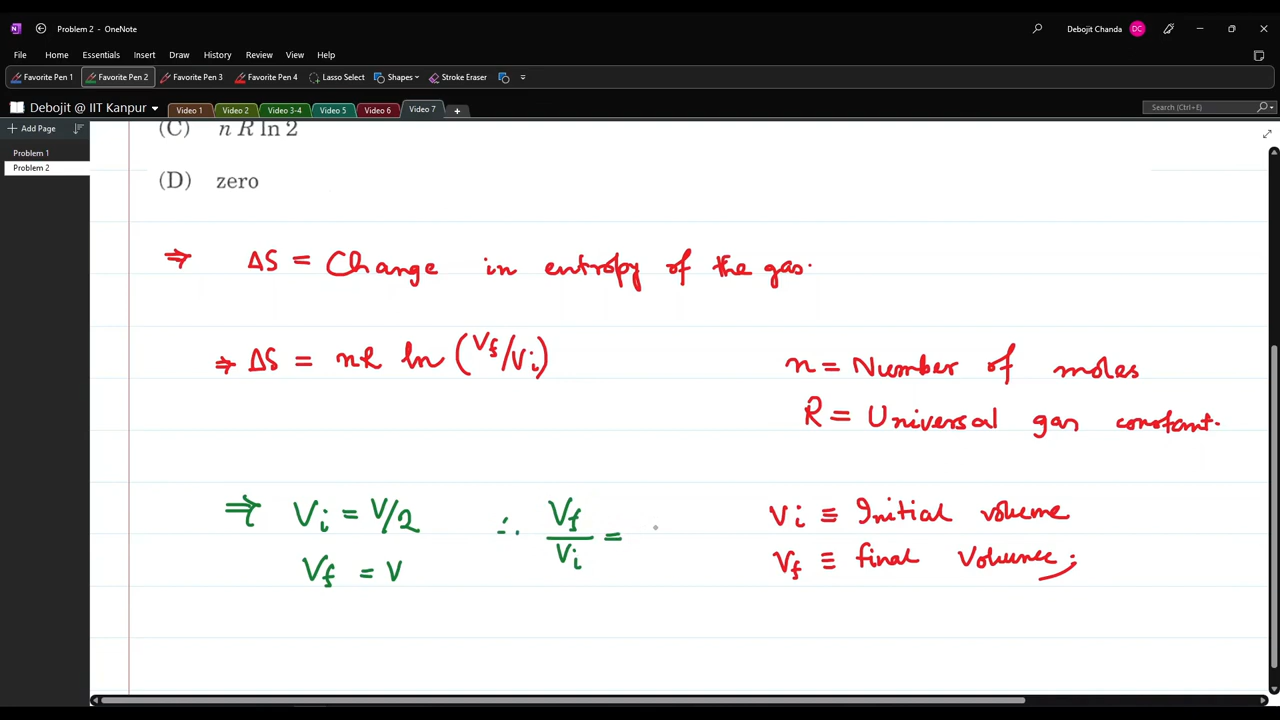 Problem 2 - OneNote
Debojit Chanda DC
File Home Essentials Insert Draw History Review View Help
Favorite Pen 1 Favorite Pen 2 Favorite Pen 3 Favorite Pen 4 Lasso Select Shapes Stroke Eraser
Debojit @ IIT Kanpur Video 1 Video 2 Video 3-4 Video 5 Video 6 Video 7 + Search (Ctrl+E)
+ Add Page
Problem 1
Problem 2
(C) n R ln 2
(D) zero
⇒ ΔS = Change in entropy of the gas.
⇒ ΔS = nR ln (Vf/Vi)
n = Number of moles
R = Universal gas constant.
⇒ Vi = V/2 ∴ Vf/Vi =
Vf = V
Vi ≡ Initial volume
Vf ≡ final Volume;